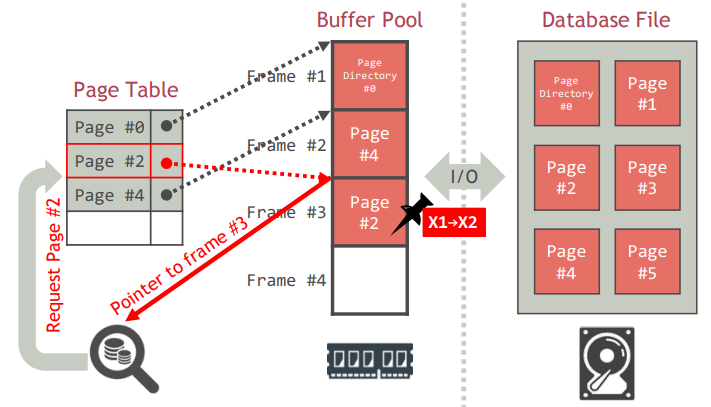 Buffer Pool
Database File
Page Table
Frame #1
Page
Directory
#0
Page #0
Frame #2
Page
#4
Page #2
Page #4
Frame #3
Page
#2
X1→X2
I/O
Frame #4
Request Page #2
Pointer to frame #3
Page
Directory
#0
Page
#1
Page
#2
Page
#3
Page
#4
Page
#5